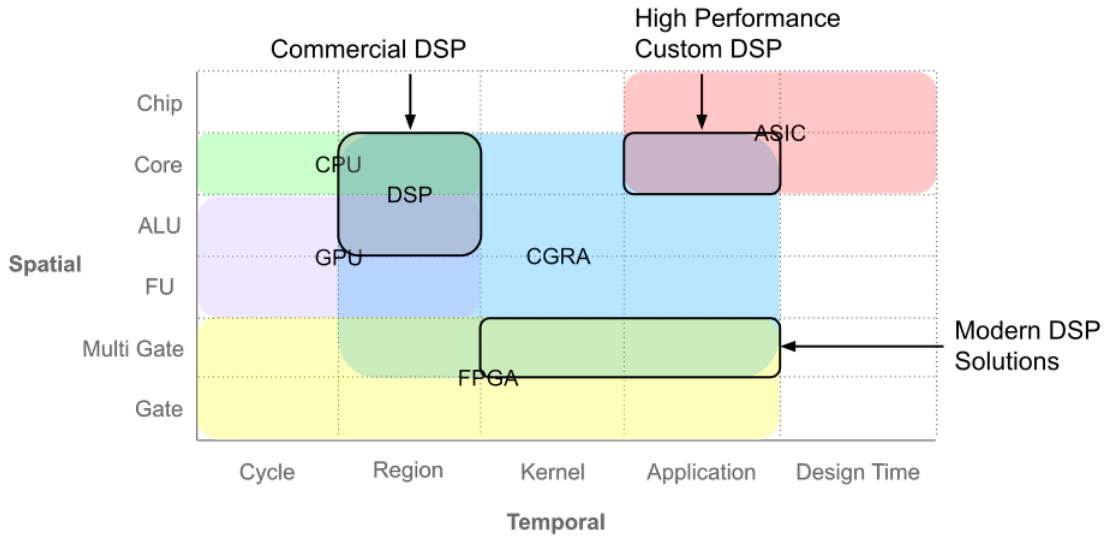 High Performance
Commercial DSP
Custom DSP
Chip
ASIC
Core
CPU
DSP
ALU
GPU
CGRA
Spatial
FU
Modern DSP
Multi Gate
Solutions
FPGA
Gate
Cycle
Region
Kernel
Application
Design Time
Temporal